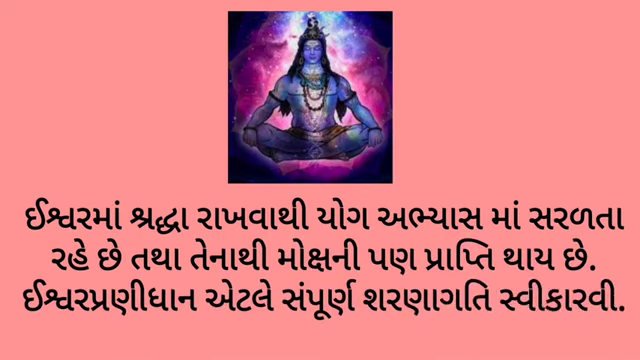 ઈશ્વરમાં શ્રદ્ધા રાખવાથી યોગ અભ્યાસ માં સરળતા
રહે છે તથા તેનાથી મોક્ષની પણ પ્રાપ્તિ થાય છે.
ઈશ્વરપ્રણીધાન એટલે સંપૂર્ણ શરણાગતિ સ્વીકારવી.